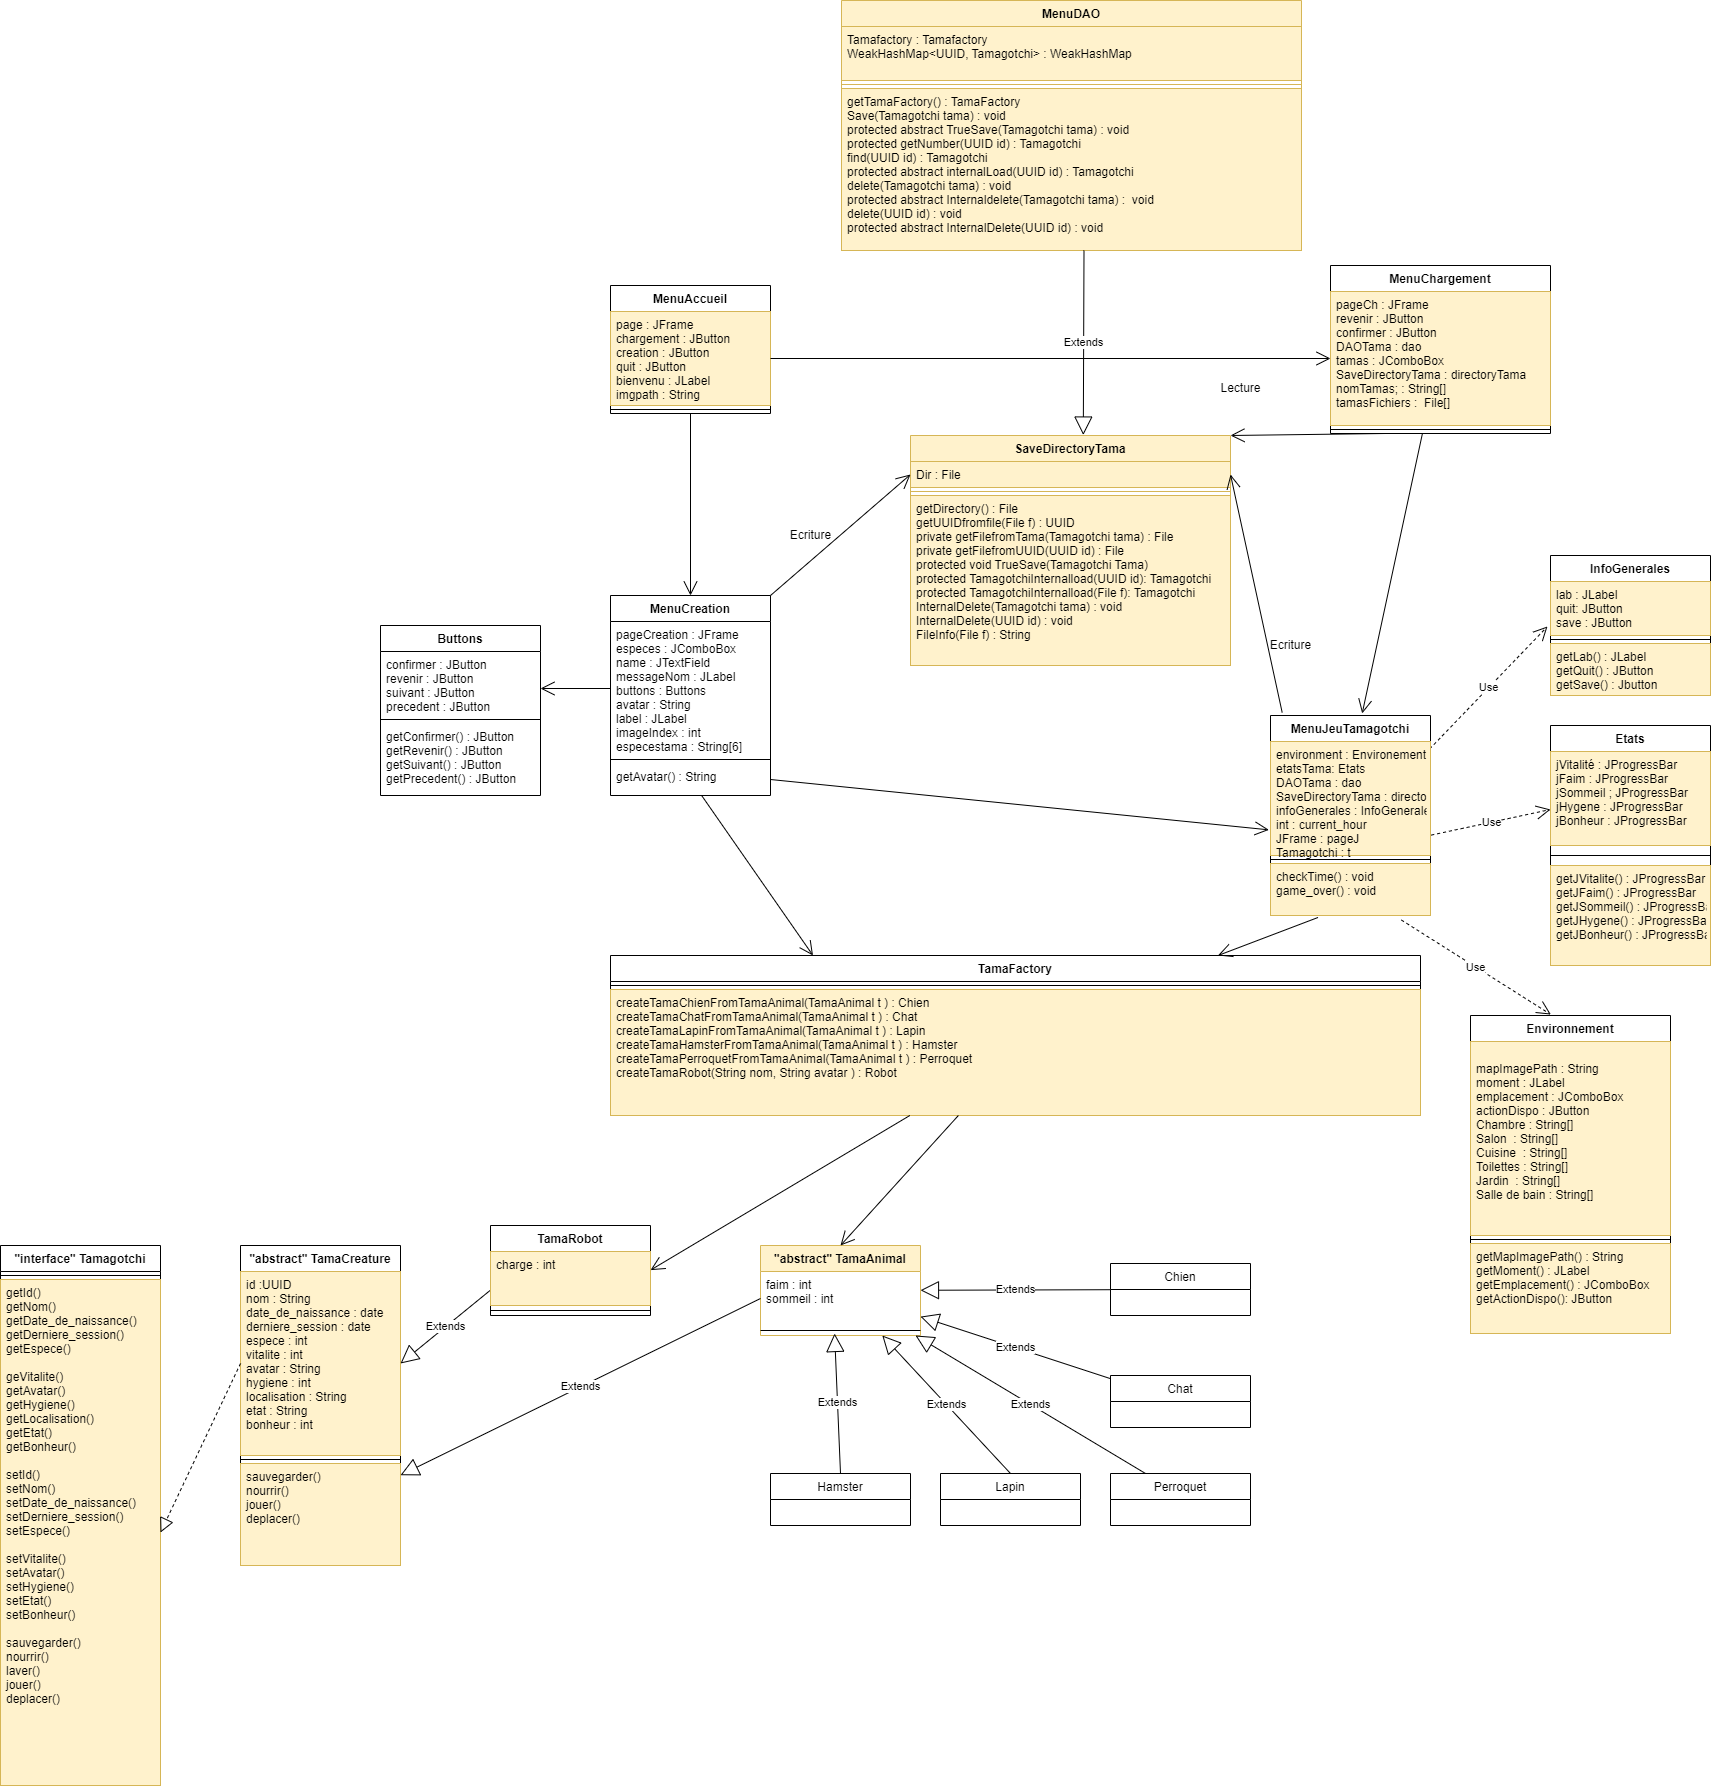 MenuDAO
Tamafactory : Tamafactory
WeakHashMap<UUID, Tamagotchi> : WeakHashMap
getTamaFactory() : TamaFactory
Save(Tamagotchi tama) : void
protected abstract TrueSave(Tamagotchi tama) : void
protected getNumber(UUID id) : Tamagotchi
find(UUID id) : Tamagotchi
protected abstract internalLoad(UUID id) : Tamagotchi
delete(Tamagotchi tama) : void
protected abstract Internaldelete(Tamagotchi tama) :  void
delete(UUID id) : void
protected abstract InternalDelete(UUID id) : void
MenuAccueil
page : JFrame
chargement : JButton
creation : JButton
quit : JButton
bienvenu : JLabel
imgpath : String
Extends
MenuChargement
pageCh : JFrame
revenir : JButton
confirmer : JButton
DAOTama : dao
tamas : JComboBox
SaveDirectoryTama : directoryTama
nomTamas; : String[]
tamasFichiers :  File[]
Lecture
SaveDirectoryTama
Dir : File
getDirectory() : File
getUUIDfromfile(File f) : UUID
private getFilefromTama(Tamagotchi tama) : File
private getFilefromUUID(UUID id) : File
protected void TrueSave(Tamagotchi Tama)
protected TamagotchiInternalload(UUID id): Tamagotchi
protected TamagotchiInternalload(File f): Tamagotchi
InternalDelete(Tamagotchi tama) : void
InternalDelete(UUID id) : void
FileInfo(File f) : String
Ecriture
Ecriture
Buttons
confirmer : JButton
revenir : JButton
suivant : JButton
precedent : JButton
getConfirmer() : JButton
getRevenir() : JButton
getSuivant() : JButton
getPrecedent() : JButton
MenuCreation
pageCreation : JFrame
especes : JComboBox
name : JTextField
messageNom : JLabel
buttons : Buttons
avatar : String
label : JLabel
imageIndex : int
especestama : String[6]
getAvatar() : String
InfoGenerales
lab : JLabel
quit: JButton
save : JButton
getLab() : JLabel
getQuit() : JButton
getSave() : Jbutton
Use
MenuJeuTamagotchi
environment : Environement
etatsTama: Etats
DAOTama : dao
SaveDirectoryTama : directo
infoGenerales : InfoGenerale
int : current_hour
JFrame : pageJ
Tamagotchi : t
checkTime() : void
game_over() : void
Use
Etats
jVitalité : JProgressBar
jFaim : JProgressBar
jSommeil ; JProgressBar
jHygene : JProgressBar
jBonheur : JProgressBar
getJVitalite() : JProgressBar
getJFaim() : JProgressBar
getJSommeil() : JProgressB
getJHygene() : JProgressBa
getJBonheur() : JProgressBa
Use
TamaFactory
createTamaChienFromTamaAnimal(TamaAnimal t ) : Chien
createTamaChatFromTamaAnimal(TamaAnimal t ) : Chat
createTamaLapinFromTamaAnimal(TamaAnimal t ) : Lapin
createTamaHamsterFromTamaAnimal(TamaAnimal t ) : Hamster
createTamaPerroquetFromTamaAnimal(TamaAnimal t ) : Perroquet
createTamaRobot(String nom, String avatar ) : Robot
Environnement
mapImagePath : String
moment : JLabel
emplacement : JComboBox
actionDispo : JButton
Chambre : String[]
Salon  : String[]
Cuisine  : String[]
Toilettes : String[]
Jardin  : String[]
Salle de bain : String[]
getMapImagePath() : String
getMoment() : JLabel
getEmplacement() : JComboBox
getActionDispo(): JButton
"interface" Tamagotchi
getId()
getNom()
getDate_de_naissance()
getDerniere_session()
getEspece()
geVitalite()
getAvatar()
getHygiene()
getLocalisation()
getEtat()
getBonheur()
setId()
setNom()
setDate_de_naissance()
setDerniere_session()
setEspece()
setVitalite()
setAvatar()
setHygiene()
setEtat()
setBonheur()
sauvegarder()
nourrir()
laver()
jouer()
deplacer()
"abstract" TamaCreature
id :UUID
nom : String
date_de_naissance : date
derniere_session : date
espece : int
vitalite : int
avatar : String
hygiene : int
localisation : String
etat : String
bonheur : int
sauvegarder()
nourrir()
jouer()
deplacer()
TamaRobot
charge : int
Extends
Extends
"abstract" TamaAnimal
faim : int
sommeil : int
Extends
Chien
Extends
Chat
Extends
Extends
Extends
Hamster
Lapin
Perroquet